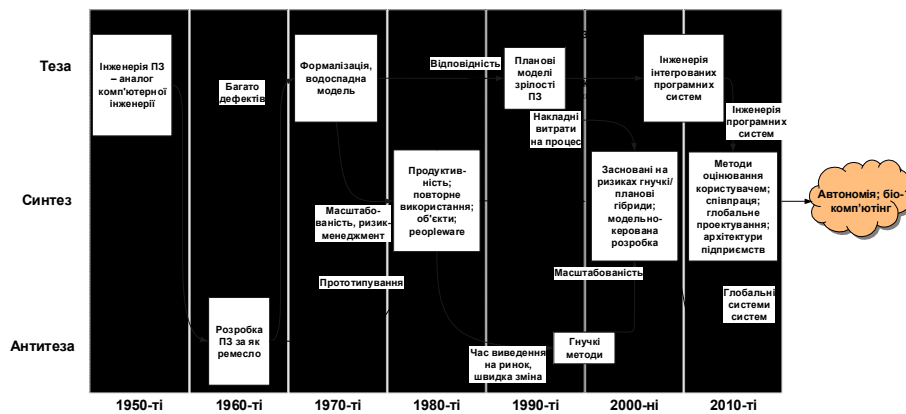 Теза
Інженерія ПЗ
– аналог
комп'ютерної
інженерії
Багато
дефектів
Формалізація,
водоспадна
модель
Відповідність
Планові
моделі
зрілості
ПЗ
Накладні
витрати
на процес
Інженерія
інтегрованих
програмних
систем
Інженерія
програмних
систем
Синтез
Продуктив-
ність;
повторне
використання;
об'єкти;
peopleware
Масштабо-
ваність, ризик-
менеджмент
Засновані на
ризиках гнучкі/
планові
гібриди;
модельно-
керована
розробка
Методи
оцінювання
користувачем;
співпраця;
глобальне
проектування;
архітектури
підприємств
Автономія; біо-
комп'ютінг
Прототипування
Масштабованість
Глобальні
системи
систем
Антитеза
Розробка
ПЗ за як
ремесло
Час виведення
на ринок,
швидка зміна
Гнучкі
методи
1950-ті
1960-ті
1970-ті
1980-ті
1990-ті
2000-ні
2010-ті